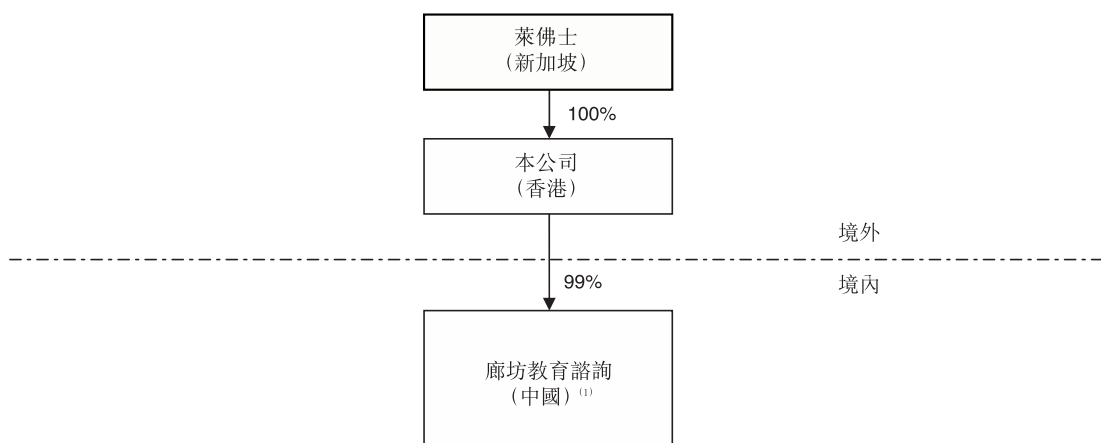 萊佛士
(新加坡)
100%
本公司
(香港)
境外
99%
境內
廊坊教育諮詢
(中國)⁽¹⁾